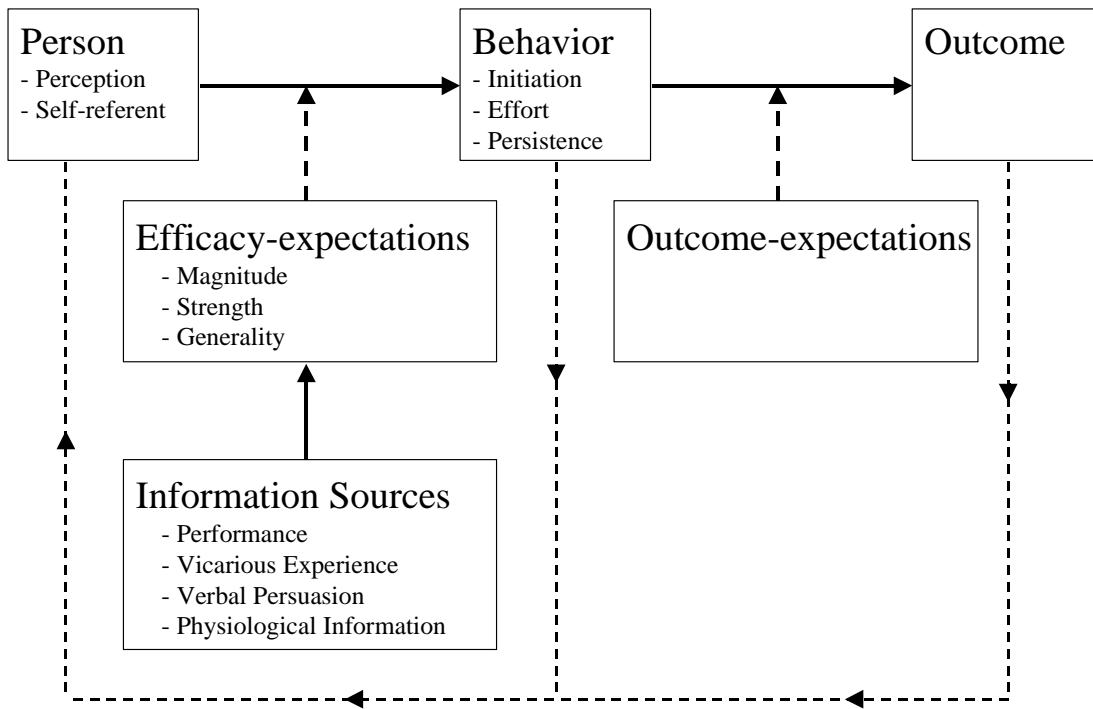 Person
- Perception
- Self-referent
Behavior
- Initiation
- Effort
- Persistence
Outcome
Efficacy-expectations
- Magnitude
- Strength
- Generality
Outcome-expectations
Information Sources
- Performance
- Vicarious Experience
- Verbal Persuasion
- Physiological Information